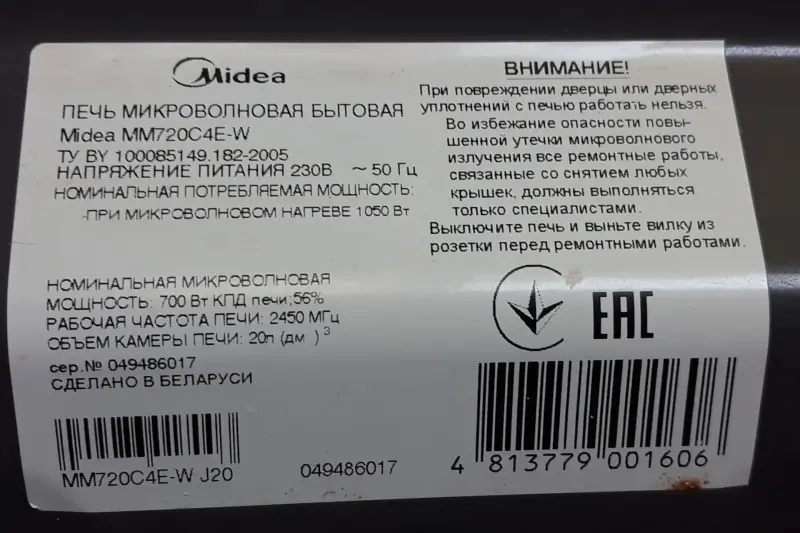 Midea
ПЕЧЬ МИКРОВОЛНОВАЯ БЫТОВАЯ
Midea MM720C4E-W
ТУ BY 100085149.182-2005
НАПРЯЖЕНИЕ ПИТАНИЯ 230В ~ 50 Гц
НОМИНАЛЬНАЯ ПОТРЕБЛЯЕМАЯ МОЩНОСТЬ:
-ПРИ МИКРОВОЛНОВОМ НАГРЕВЕ 1050 Вт
НОМИНАЛЬНАЯ МИКРОВОЛНОВАЯ
МОЩНОСТЬ: 700 Вт КПД печи;56%
РАБОЧАЯ ЧАСТОТА ПЕЧИ: 2450 МГц
ОБЪЕМ КАМЕРЫ ПЕЧИ: 20л (дм )³
сер.№ 049486017
СДЕЛАНО В БЕЛАРУСИ
MM720C4E-W J20
049486017
ВНИМАНИЕ!
При повреждении дверцы или дверных
уплотнений с печью работать нельзя.
Во избежание опасности повы-
шенной утечки микроволнового
излучения все ремонтные работы,
связанные со снятием любых
крышек, должны выполняться
только специалистами.
Выключите печь и выньте вилку из
розетки перед ремонтными работами.
EAC
4 813779 001606